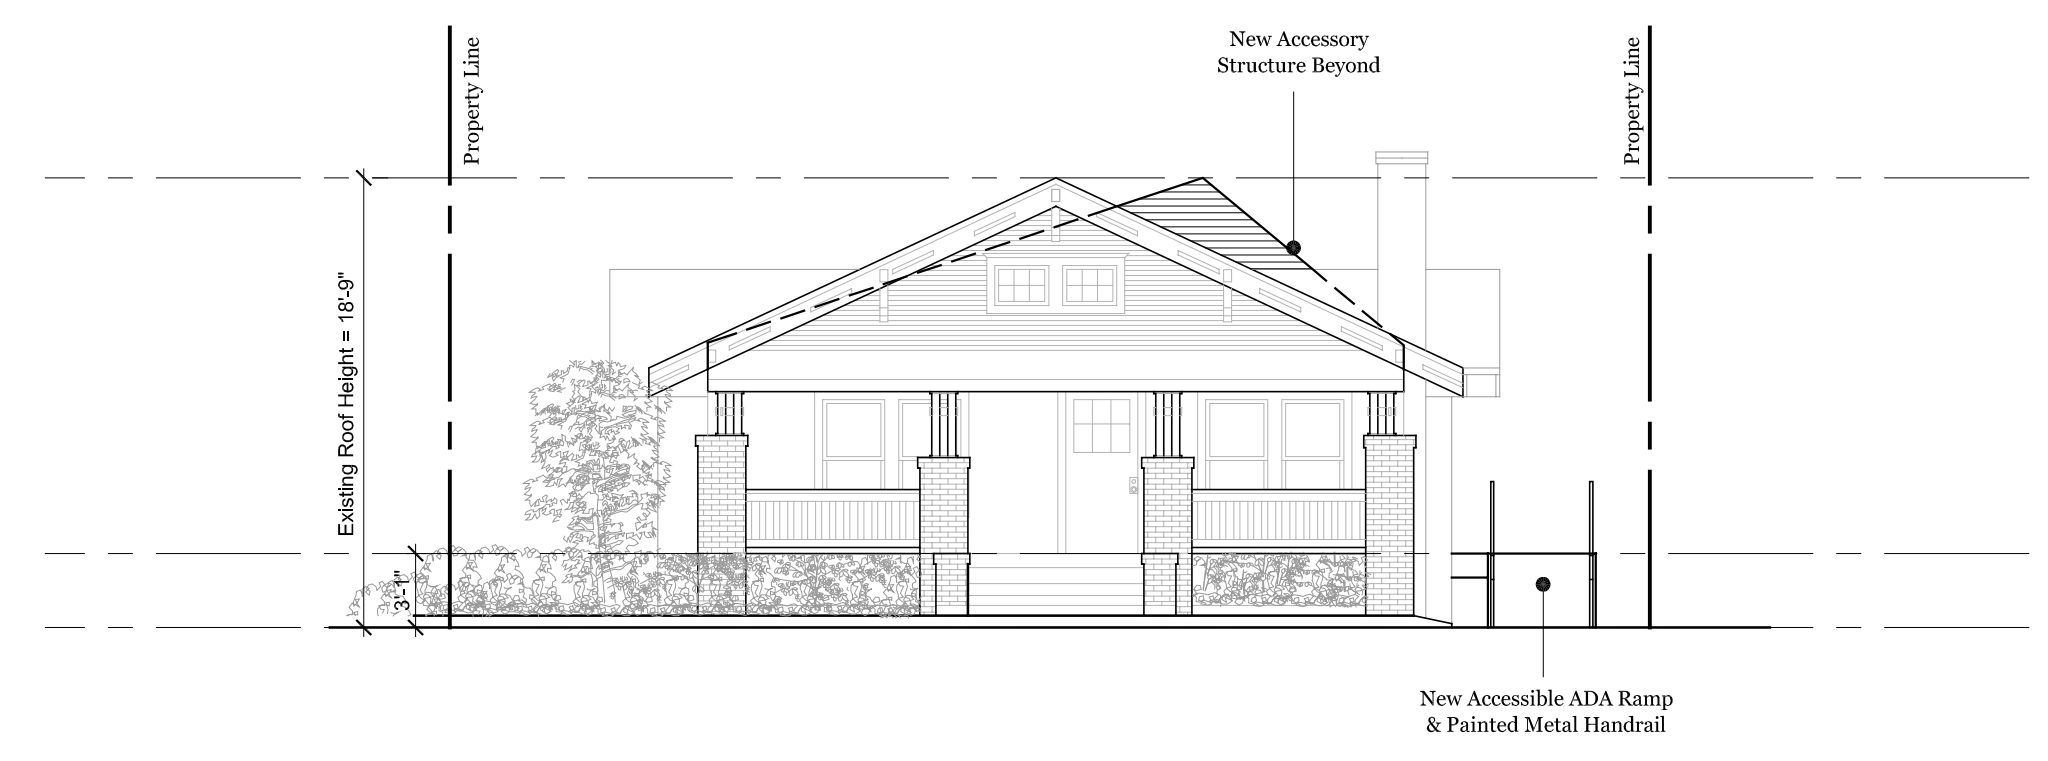 New Accessory
Structure Beyond
Property Line
Property Line
Existing Roof Height = 18'-9"
3'-1"
New Accessible ADA Ramp
& Painted Metal Handrail